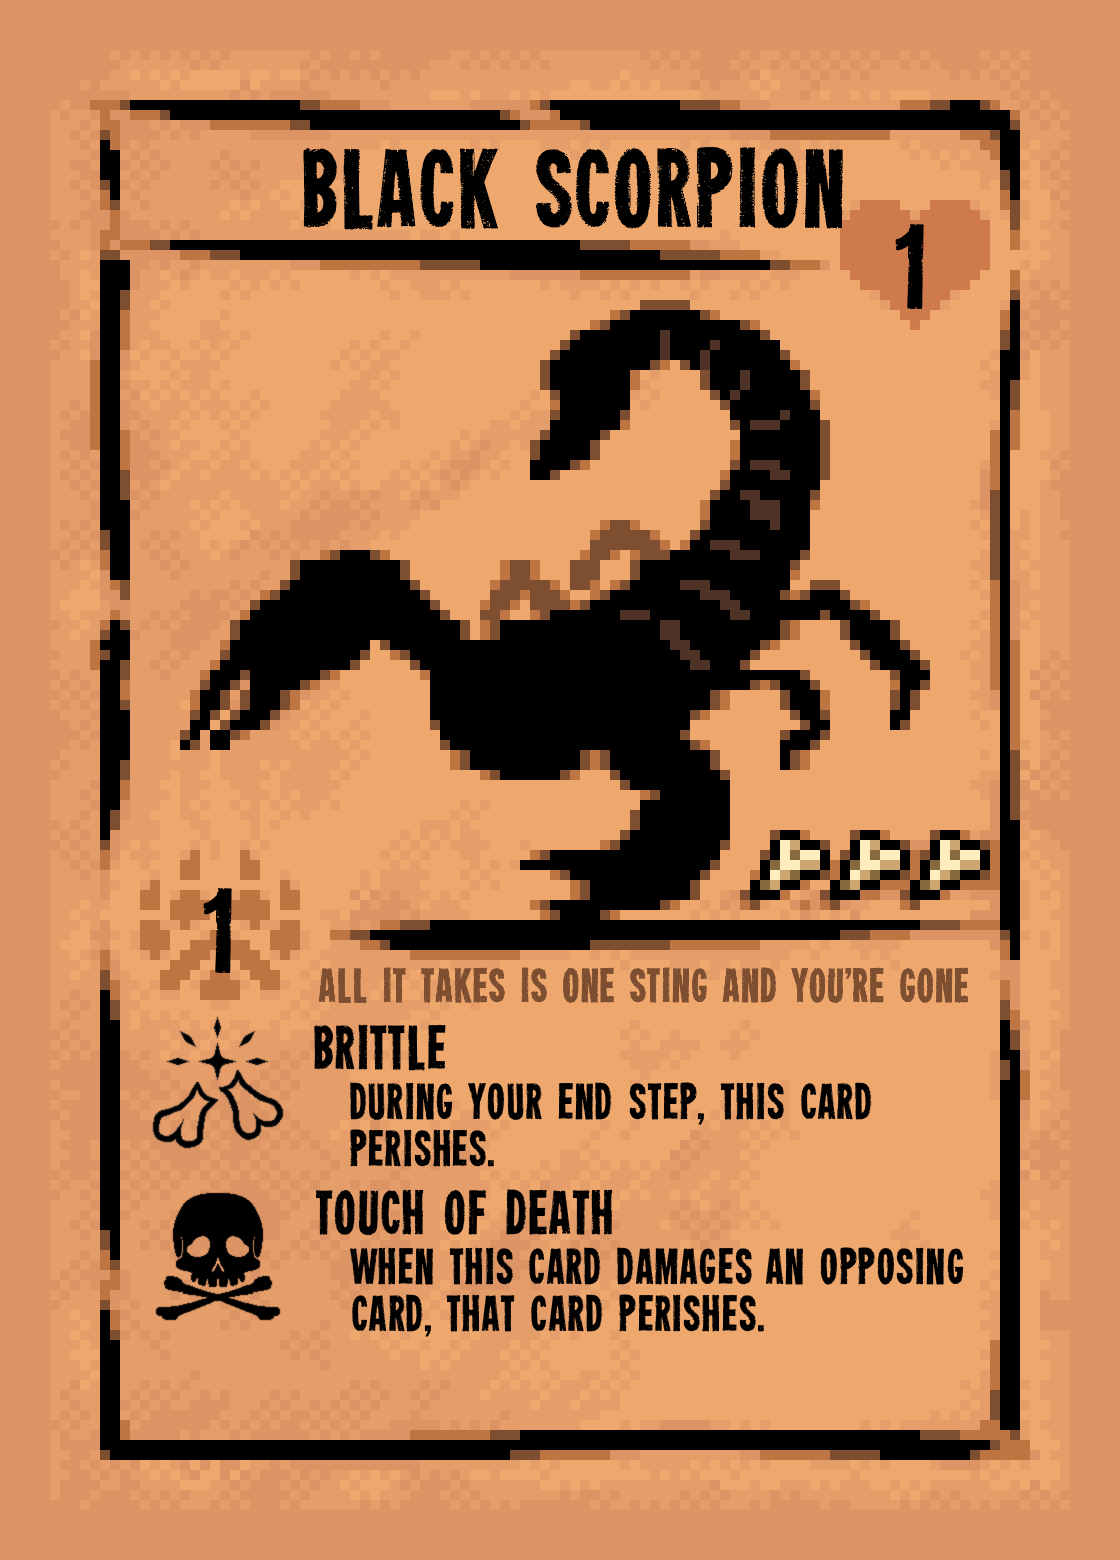 BLACK SCORPION
1
1
ALL IT TAKES IS ONE STING AND YOU'RE GONE
BRITTLE
DURING YOUR END STEP, THIS CARD
PERISHES.
TOUCH OF DEATH
WHEN THIS CARD DAMAGES AN OPPOSING
CARD, THAT CARD PERISHES.